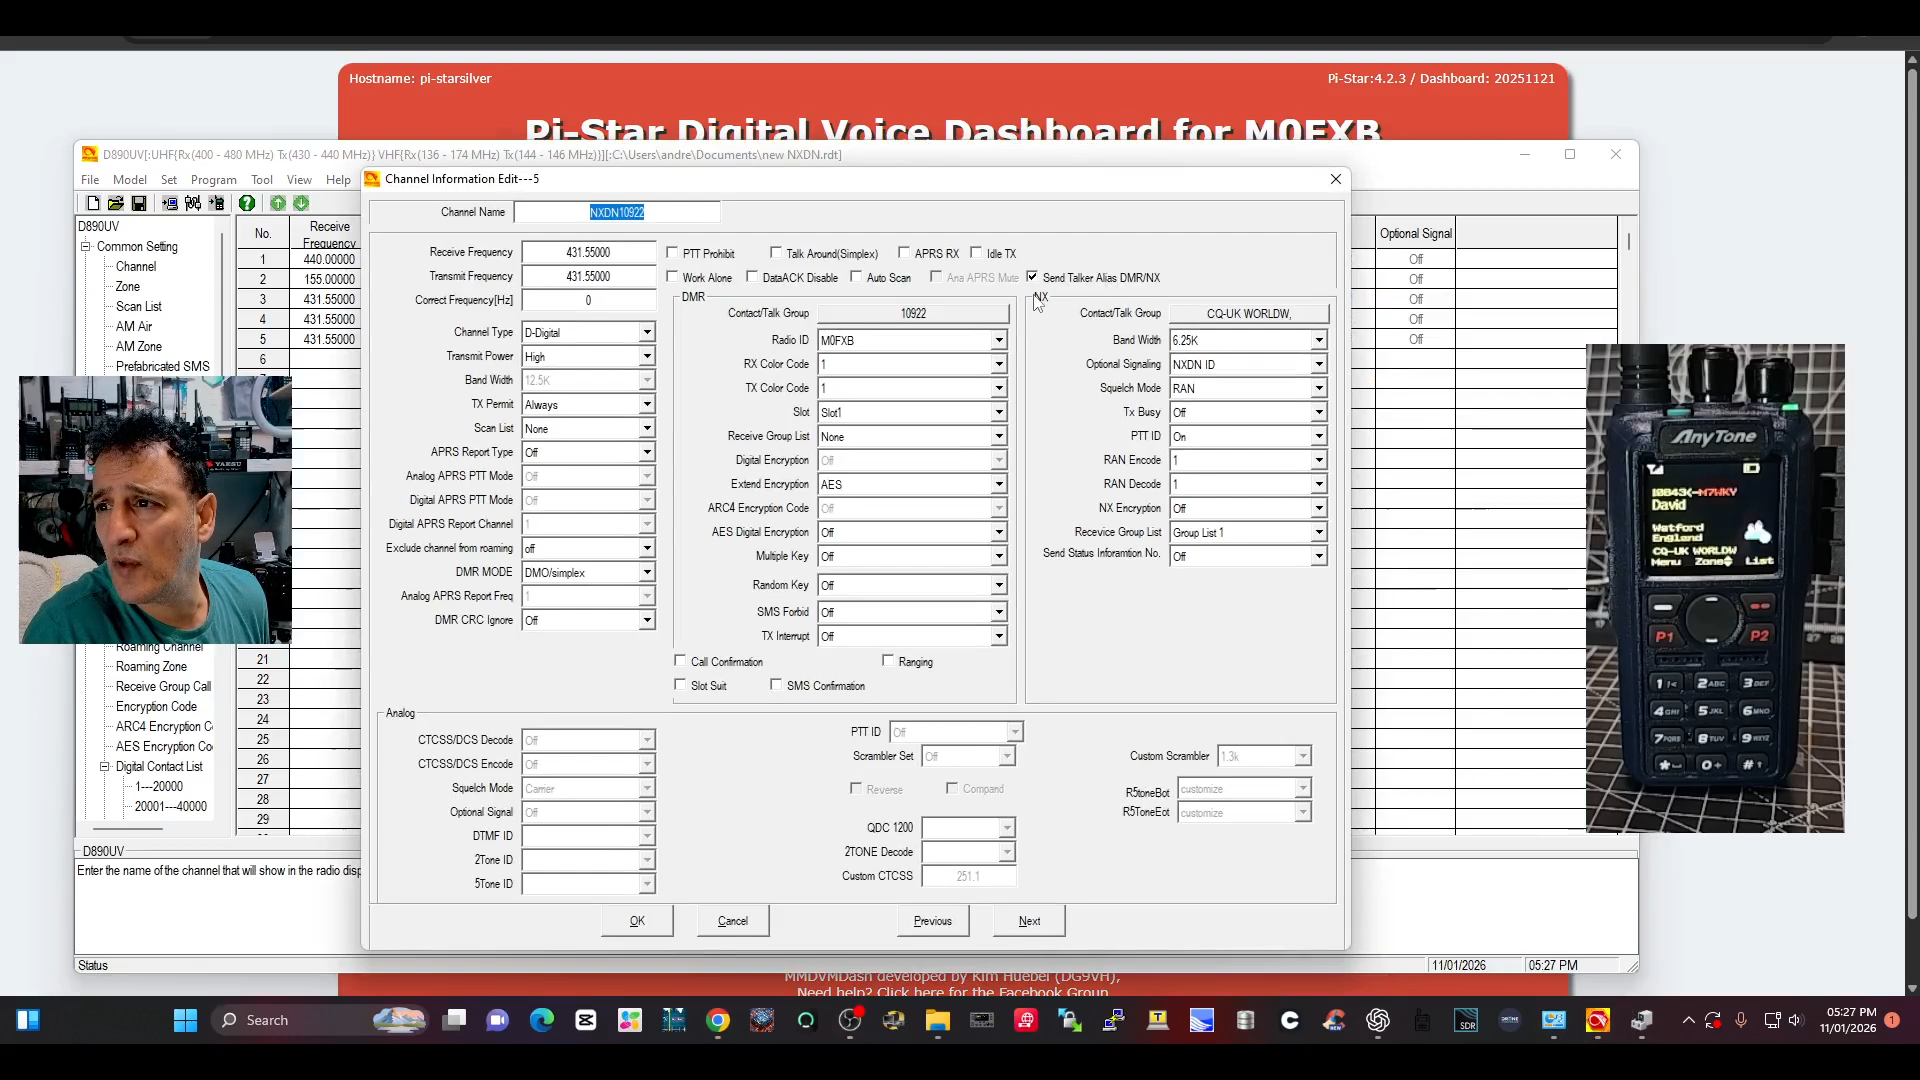 Hostname: pi-starsilver
Pi-Star:4.2.3 / Dashboard: 20251121
Pi-Star Digital Voice Dashboard for M0FXB
D890UV[:UHF{Rx(400 - 480 MHz) Tx(430 - 440 MHz)} VHF{Rx(136 - 174 MHz) Tx(144 - 146 MHz)}][:C:\Users\andre\Documents\new NXDN.rdt]
File Model Set Program Tool View Help
Channel Information Edit---5
Channel Name NXDN10922
D890UV
Common Setting
Channel
Zone
Scan List
AM Air
AM Zone
Prefabricated SMS
Roaming Channel
Roaming Zone
Receive Group Call
Encryption Code
ARC4 Encryption C
AES Encryption Co
Digital Contact List
1---20000
20001---40000
No. Receive Frequency
1 440.00000
2 155.00000
3 431.55000
4 431.55000
5 431.55000
6
21
22
23
24
25
26
27
28
29
Optional Signal
Off
Off
Off
Off
Off
Receive Frequency 431.55000
Transmit Frequency 431.55000
Correct Frequency[Hz] 0
PTT Prohibit Talk Around(Simplex) APRS RX Idle TX
Work Alone DataACK Disable Auto Scan Ana APRS Mute Send Talker Alias DMR/NX
Channel Type D-Digital
Transmit Power High
Band Width 12.5K
TX Permit Always
Scan List None
APRS Report Type Off
Analog APRS PTT Mode Off
Digital APRS PTT Mode Off
Digital APRS Report Channel 1
Exclude channel from roaming off
DMR MODE DMO/simplex
Analog APRS Report Freq 1
DMR CRC Ignore Off
DMR
Contact/Talk Group 10922
Radio ID M0FXB
RX Color Code 1
TX Color Code 1
Slot Slot1
Receive Group List None
Digital Encryption Off
Extend Encryption AES
ARC4 Encryption Code Off
AES Digital Encryption Off
Multiple Key Off
Random Key Off
SMS Forbid Off
TX Interrupt Off
Call Confirmation Ranging
Slot Suit SMS Confirmation
NX
Contact/Talk Group CQ-UK WORLDW,
Band Width 6.25K
Optional Signaling NXDN ID
Squelch Mode RAN
Tx Busy Off
PTT ID On
RAN Encode 1
RAN Decode 1
NX Encryption Off
Recevice Group List Group List 1
Send Status Inforamtion No. Off
Analog
CTCSS/DCS Decode Off
CTCSS/DCS Encode Off
Squelch Mode Carrier
Optional Signal Off
DTMF ID
2Tone ID
5Tone ID
PTT ID Off
Scrambler Set Off
Reverse Compand
QDC 1200
2TONE Decode
Custom CTCSS 251.1
Custom Scrambler 1.3k
R5toneBot customize
R5ToneEot customize
OK Cancel Previous Next
D890UV
Enter the name of the channel that will show in the radio disp
Status
11/01/2026 05:27 PM
YAESU
AnyTone
10843<-M7WKY
David
Watford
England
CQ-UK WORLDW
Menu Zone List
P1 P2
MMDVMDash developed by Kim Huebel (DG9VH),
Need help? Click here for the Facebook Group
Search
SDR
05:27 PM
11/01/2026
1